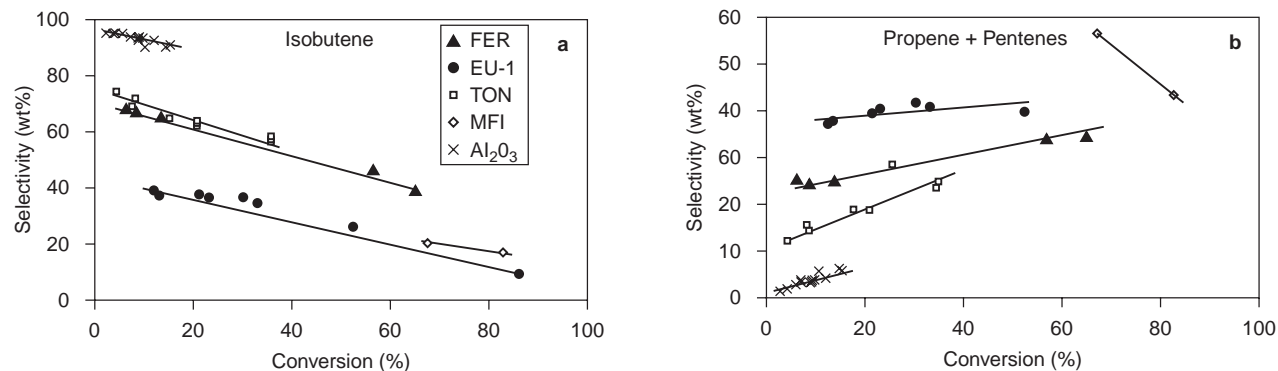 Isobutene
a
FER
EU-1
TON
MFI
Al203
100
80
60
40
20
0
Selectivity (wt%)
0 20 40 60 80 100
Conversion (%)
Propene + Pentenes
b
60
50
40
60
20
10
0
Selectivity (wt%)
0 20 40 60 80 100
Conversion (%)